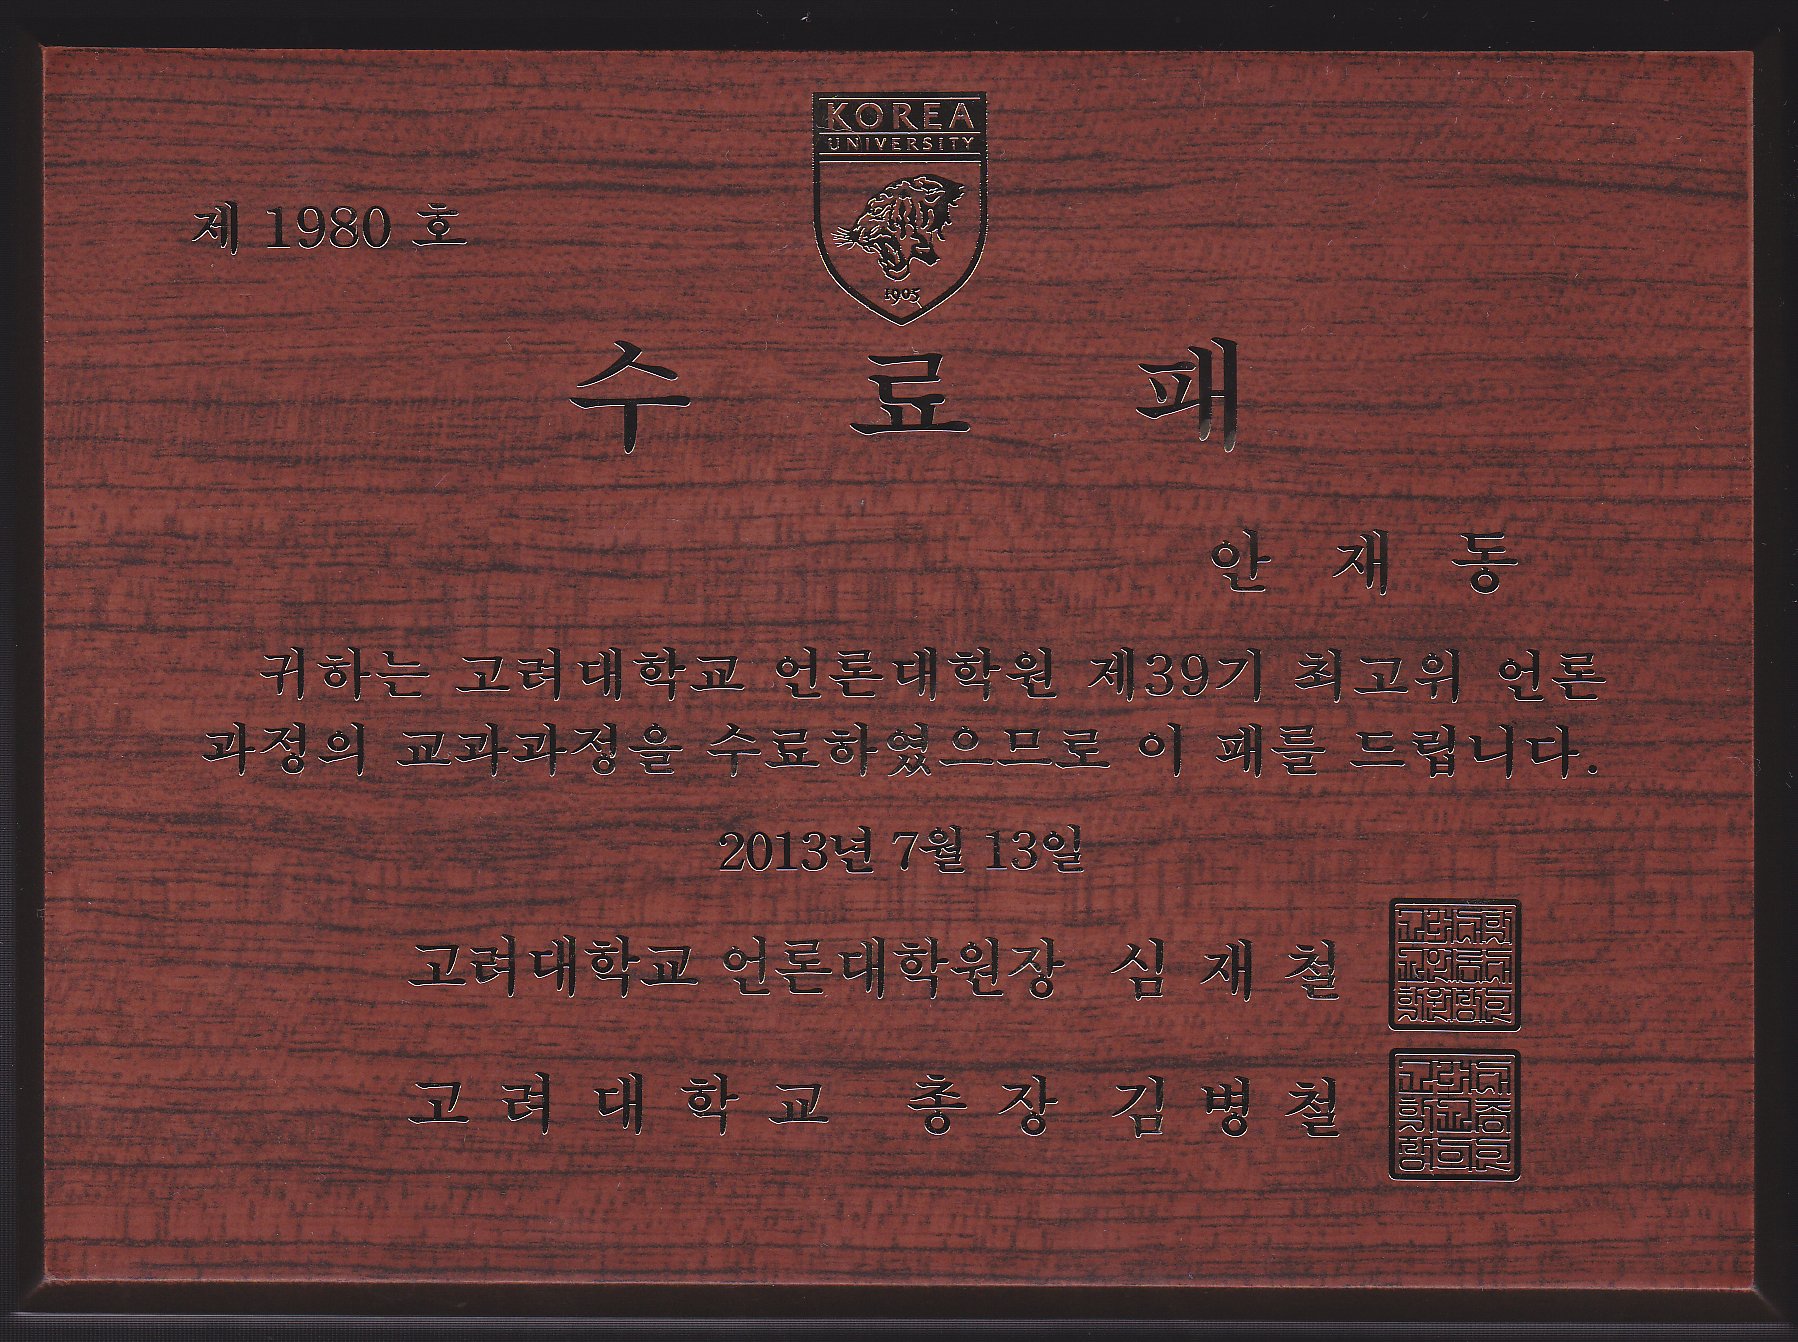 KOREA
UNIVERSITY
1905
제 1980 호
수 료 패
안 재 동
귀하는 고려대학교 언론대학원 제39기 최고위 언론
과정의 교과과정을 수료하였으므로 이 패를 드립니다.
2013년 7월 13일
고려대학교 언론대학원장 심 재 철
고 려 대 학 교 총 장 김 병 철